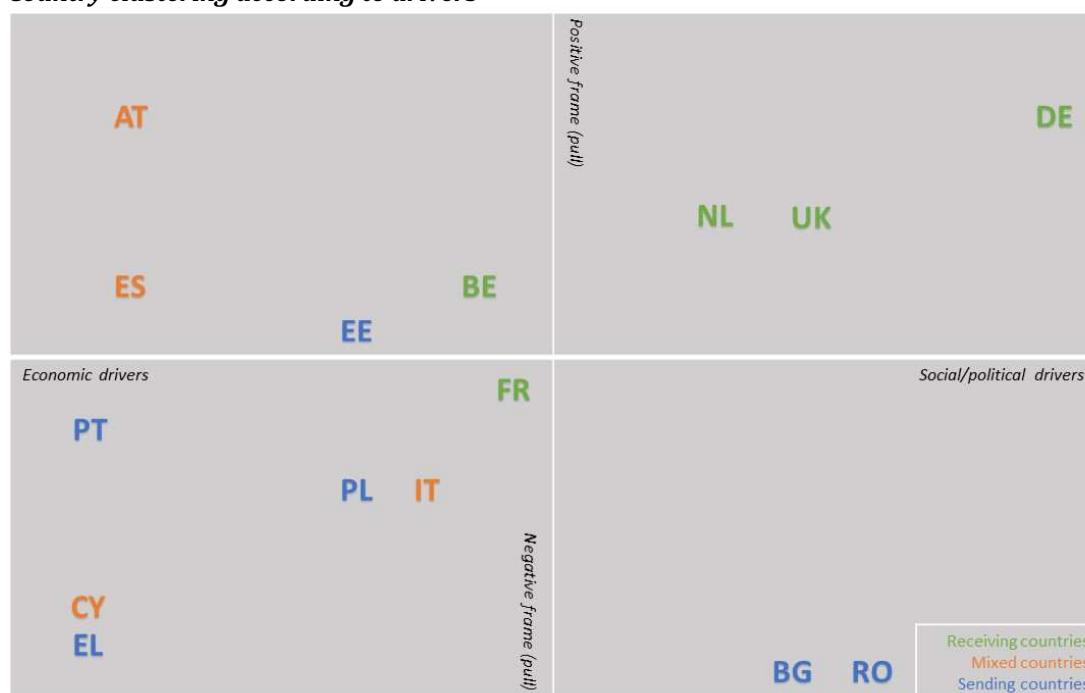 Positive frame (pull)
AT
DE
NL UK
ES
BE
EE
Economic drivers
Social/political drivers
FR
PT
PL IT
Negative frame (pull)
CY
EL
BG RO
Receiving countries
Mixed countries
Sending countries